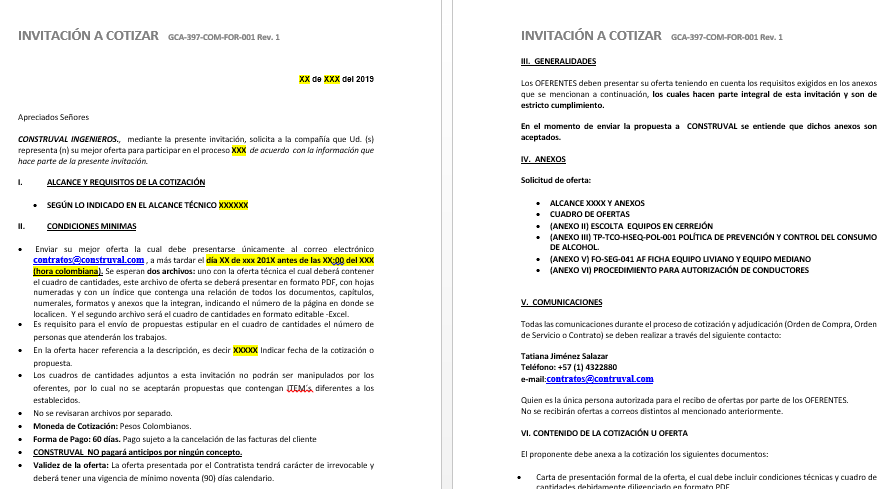 INVITACIÓN A COTIZAR GCA-397-COM-FOR-001 Rev. 1
XX de XXX del 2019
Apreciados Señores
CONSTRUVAL INGENIEROS., mediante la presente invitación, solicita a la compañía que Ud. (s)
representa (n) su mejor oferta para participar en el proceso XXX de acuerdo con la información que
hace parte de la presente invitación.
I. ALCANCE Y REQUISITOS DE LA COTIZACIÓN
• SEGÚN LO INDICADO EN EL ALCANCE TÉCNICO XXXXXX
II. CONDICIONES MINIMAS
• Enviar su mejor oferta la cual debe presentarse únicamente al correo electrónico
contratos@construval.com , a más tardar el día XX de xxx 201X antes de las XX:00 del XXX
(hora colombiana). Se esperan dos archivos: uno con la oferta técnica el cual deberá contener
el cuadro de cantidades, este archivo de oferta se deberá presentar en formato PDF, con hojas
numeradas y con un índice que contenga una relación de todos los documentos, capítulos,
numerales, formatos y anexos que la integran, indicando el número de la página en donde se
localicen. Y el segundo archivo será el cuadro de cantidades en formato editable -Excel.
• Es requisito para el envío de propuestas estipular en el cuadro de cantidades el número de
personas que atenderán los trabajos.
• En la oferta hacer referencia a la descripción, es decir XXXXX Indicar fecha de la cotización o
propuesta.
• Los cuadros de cantidades adjuntos a esta invitación no podrán ser manipulados por los
oferentes, por lo cual no se aceptarán propuestas que contengan ITEM´s diferentes a los
establecidos.
• No se revisaran archivos por separado.
• Moneda de Cotización: Pesos Colombianos.
• Forma de Pago: 60 días. Pago sujeto a la cancelación de las facturas del cliente
• CONSTRUVAL NO pagará anticipos por ningún concepto.
• Validez de la oferta: La oferta presentada por el Contratista tendrá carácter de irrevocable y
deberá tener una vigencia de mínimo noventa (90) días calendario.
INVITACIÓN A COTIZAR GCA-397-COM-FOR-001 Rev. 1
III. GENERALIDADES
Los OFERENTES deben presentar su oferta teniendo en cuenta los requisitos exigidos en los anexos
que se mencionan a continuación, los cuales hacen parte integral de esta invitación y son de
estricto cumplimiento.
En el momento de enviar la propuesta a CONSTRUVAL se entiende que dichos anexos son
aceptados.
IV. ANEXOS
Solicitud de oferta:
• ALCANCE XXXX Y ANEXOS
• CUADRO DE OFERTAS
• (ANEXO II) ESCOLTA EQUIPOS EN CERREJÓN
• (ANEXO III) TP-TCO-HSEQ-POL-001 POLÍTICA DE PREVENCIÓN Y CONTROL DEL CONSUMO
DE ALCOHOL.
• (ANEXO V) FO-SEG-041 AF FICHA EQUIPO LIVIANO Y EQUIPO MEDIANO
• (ANEXO VI) PROCEDIMIENTO PARA AUTORIZACIÓN DE CONDUCTORES
V. COMUNICACIONES
Todas las comunicaciones durante el proceso de cotización y adjudicación (Orden de Compra, Orden
de Servicio o Contrato) se deben realizar a través del siguiente contacto:
Tatiana Jiménez Salazar
Teléfono: +57 (1) 4322880
e-mail:contratos@contruval.com
Quien es la única persona autorizada para el recibo de ofertas por parte de los OFERENTES.
No se recibirán ofertas a correos distintos al mencionado anteriormente.
VI. CONTENIDO DE LA COTIZACIÓN U OFERTA
El proponente debe anexa a la cotización los siguientes documentos:
• Carta de presentación formal de la oferta, el cual debe incluir condiciones técnicas y cuadro de
cantidades debidamente diligenciado en formato PDF